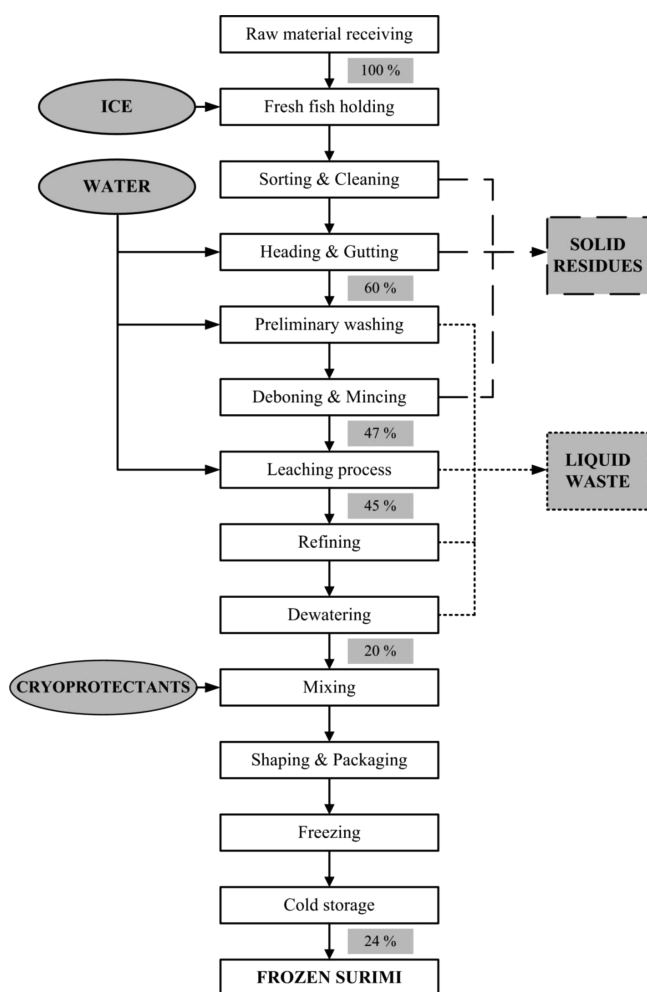 Raw material receiving
100 %
ICE
Fresh fish holding
Sorting & Cleaning
WATER
Heading & Gutting
SOLID
RESIDUES
60 %
Preliminary washing
Deboning & Mincing
47 %
Leaching process
LIQUID
WASTE
45 %
Refining
Dewatering
20 %
CRYOPROTECTANTS
Mixing
Shaping & Packaging
Freezing
Cold storage
24 %
FROZEN SURIMI